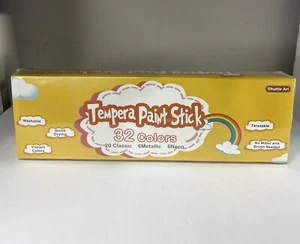 Shuttle Art
Tempera Paint Stick
32 Colors
20 Classic 6Metallic 6Neon
Washable
Quick
Drying
Vibrant
Colors
Twistable
No Water and
Brush Needed